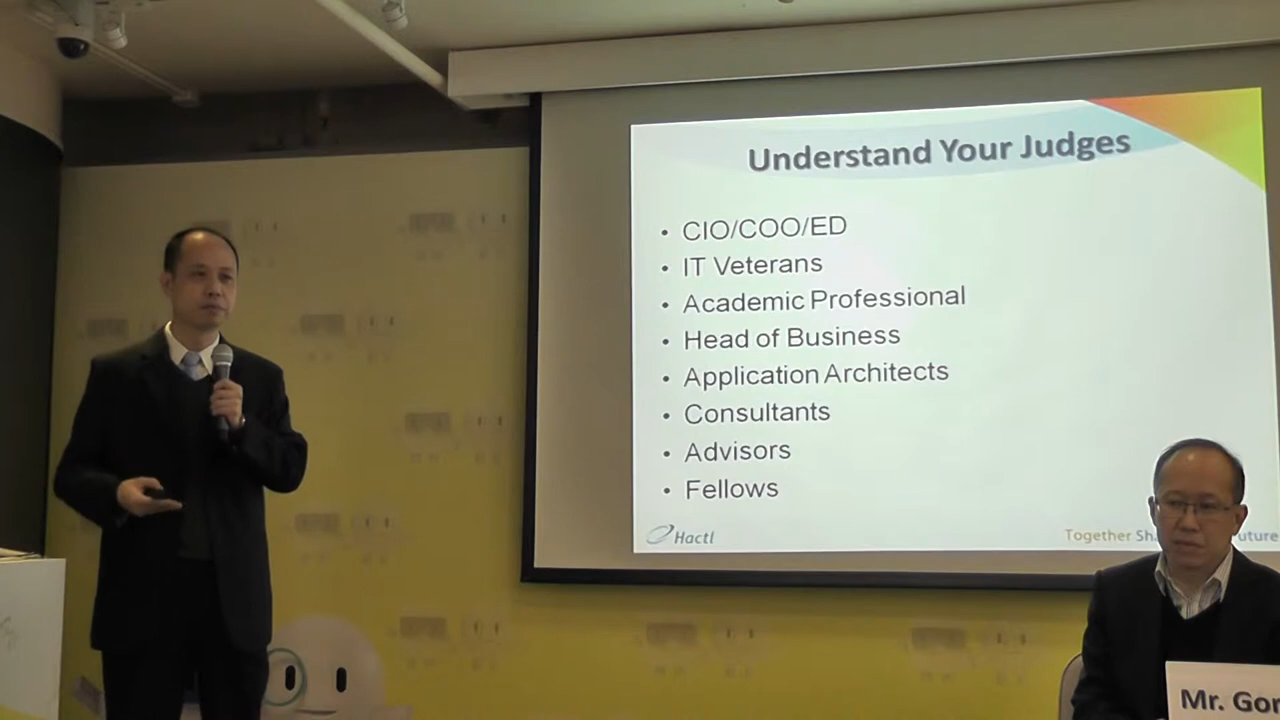 Understand Your Judges
• CIO/COO/ED
• IT Veterans
• Academic Professional
• Head of Business
• Application Architects
• Consultants
• Advisors
• Fellows
Hactl
Together
Mr.